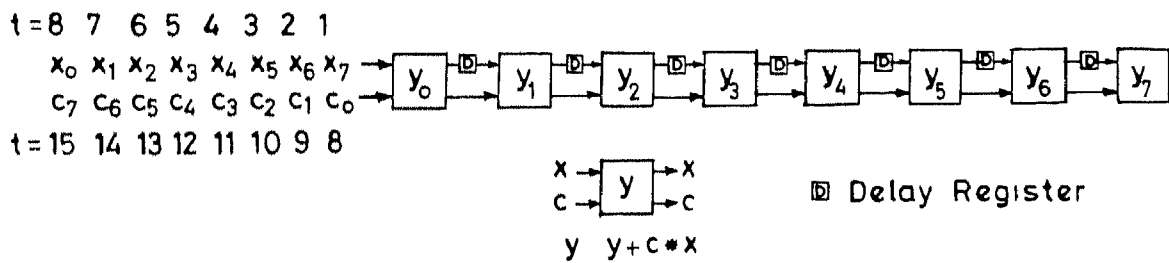 t = 8 7 6 5 4 3 2 1
x₀ x₁ x₂ x₃ x₄ x₅ x₆ x₇
y₀ D y₁ D y₂ D y₃ D y₄ D y₅ D y₆ D y₇
c₇ c₆ c₅ c₄ c₃ c₂ c₁ c₀
t = 15 14 13 12 11 10 9 8
x y x
c c
D Delay Register
y y + c * x